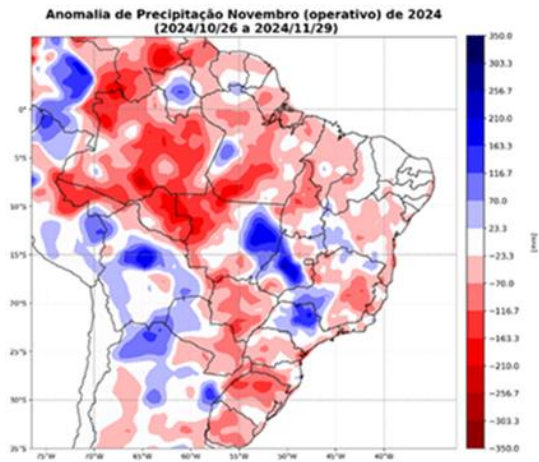 Anomalia de Precipitação Novembro (operativo) de 2024
(2024/10/26 a 2024/11/29)
350.0
303.3
256.7
210.0
163.3
116.7
70.0
23.3
−23.3
−70.0
−116.7
−163.3
−210.0
−256.7
−303.3
−350.0
[mm]
0°
5°S
10°S
15°S
20°S
25°S
30°S
35°S
75°W
70°W
65°W
60°W
55°W
50°W
45°W
40°W